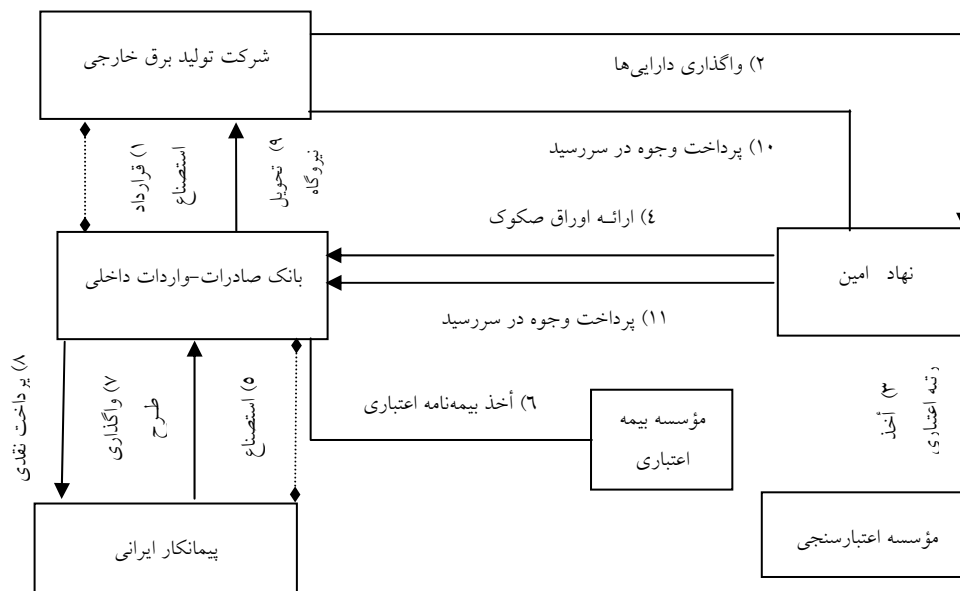 شرکت تولید برق خارجی
۲) واگذاری دارایی‌ها
۱۰) پرداخت وجوه در سررسید
۱) قرارداد
استصناع
۹) تحویل
نیروگاه
۴) ارائـه اوراق صکوک
بانک صادرات-واردات داخلی
نهاد امین
۱۱) پرداخت وجوه در سررسید
۸) پرداخت نقدی
۷) واگذاری
طـرح
۵) استصناع
۶) أخذ بیمه‌نامه اعتباری
مؤسسه بیمه
اعتباری
۳) أخذ
رتبه اعتباری
پیمانکار ایرانی
مؤسسه اعتبارسنجی